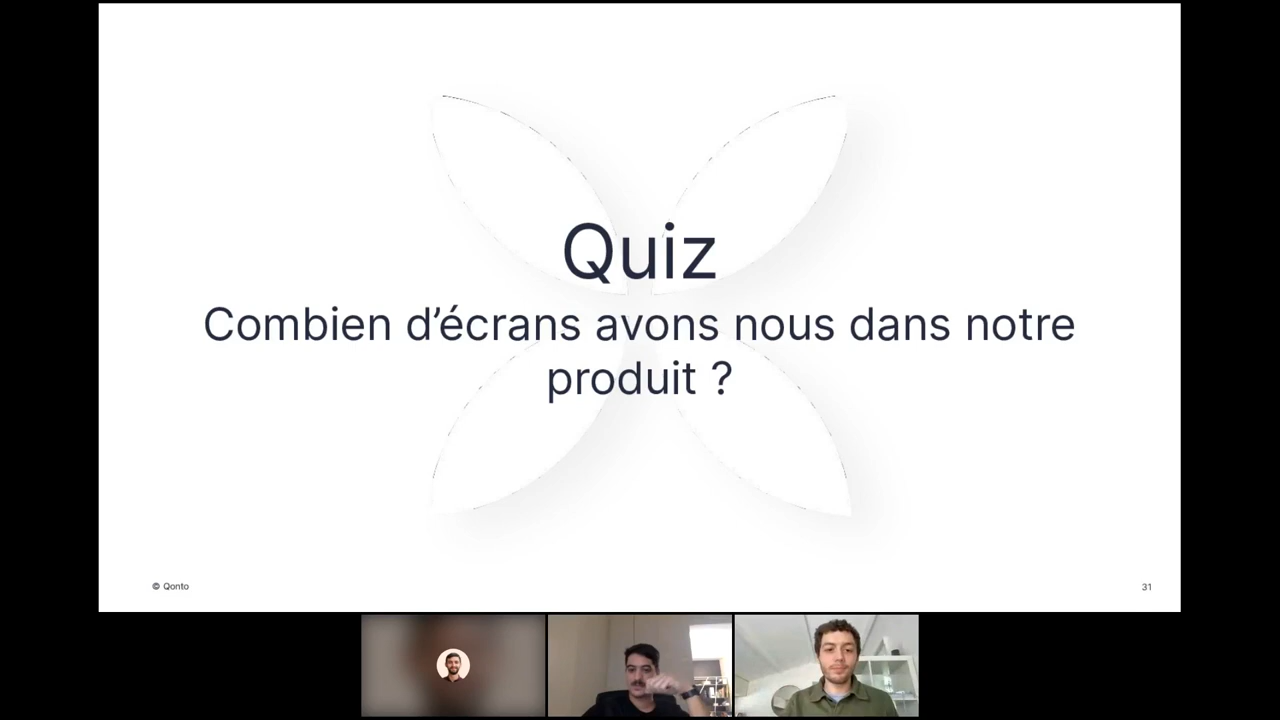 Quiz
Combien d’écrans avons nous dans notre
produit ?
© Qonto
31